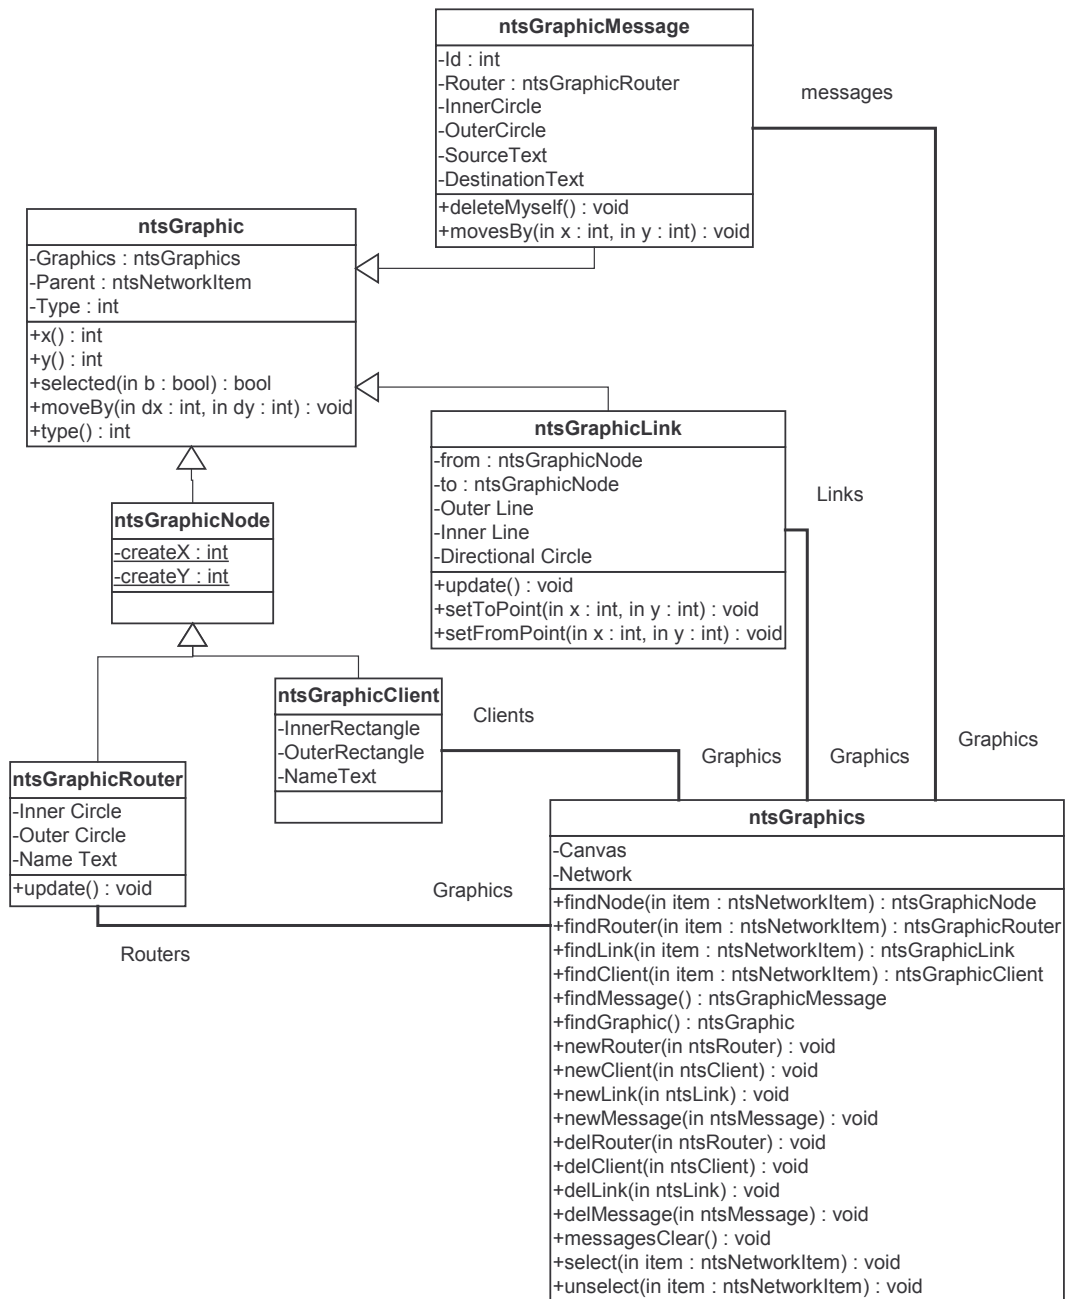 ntsGraphicMessage
-Id : int
-Router : ntsGraphicRouter
-InnerCircle
-OuterCircle
-SourceText
-DestinationText
+deleteMyself() : void
+movesBy(in x : int, in y : int) : void
messages
ntsGraphic
-Graphics : ntsGraphics
-Parent : ntsNetworkItem
-Type : int
+x() : int
+y() : int
+selected(in b : bool) : bool
+moveBy(in dx : int, in dy : int) : void
+type() : int
ntsGraphicLink
-from : ntsGraphicNode
-to : ntsGraphicNode
-Outer Line
-Inner Line
-Directional Circle
+update() : void
+setToPoint(in x : int, in y : int) : void
+setFromPoint(in x : int, in y : int) : void
Links
ntsGraphicNode
-createX : int
-createY : int
ntsGraphicClient
-InnerRectangle
-OuterRectangle
-NameText
Clients
Graphics
Graphics
Graphics
ntsGraphicRouter
-Inner Circle
-Outer Circle
-Name Text
+update() : void
Graphics
Routers
ntsGraphics
-Canvas
-Network
+findNode(in item : ntsNetworkItem) : ntsGraphicNode
+findRouter(in item : ntsNetworkItem) : ntsGraphicRouter
+findLink(in item : ntsNetworkItem) : ntsGraphicLink
+findClient(in item : ntsNetworkItem) : ntsGraphicClient
+findMessage() : ntsGraphicMessage
+findGraphic() : ntsGraphic
+newRouter(in ntsRouter) : void
+newClient(in ntsClient) : void
+newLink(in ntsLink) : void
+newMessage(in ntsMessage) : void
+delRouter(in ntsRouter) : void
+delClient(in ntsClient) : void
+delLink(in ntsLink) : void
+delMessage(in ntsMessage) : void
+messagesClear() : void
+select(in item : ntsNetworkItem) : void
+unselect(in item : ntsNetworkItem) : void